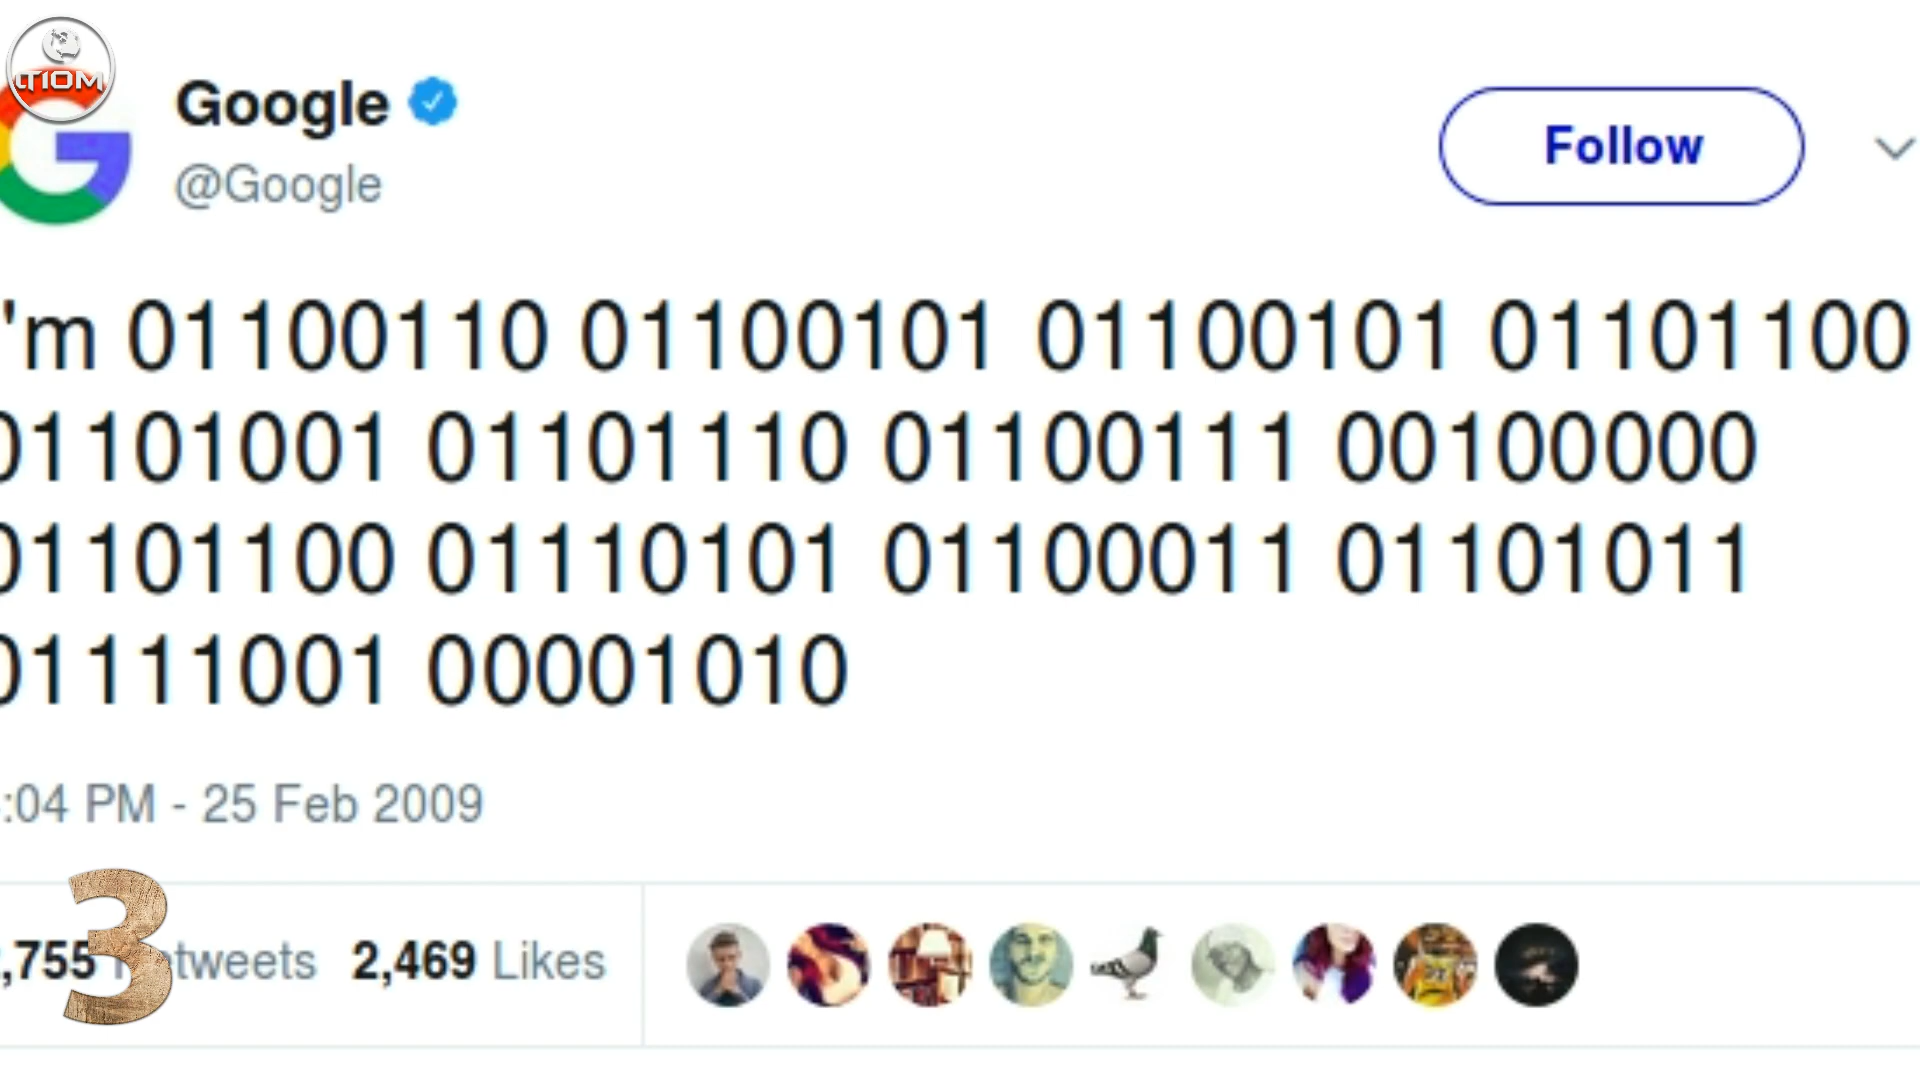 LTIOM
Google
@Google
Follow
'm 01100110 01100101 01100101 01101100
01101001 01101110 01100111 00100000
01101100 01110101 01100011 01101011
01111001 00001010
:04 PM - 25 Feb 2009
,755 tweets 2,469 Likes
3